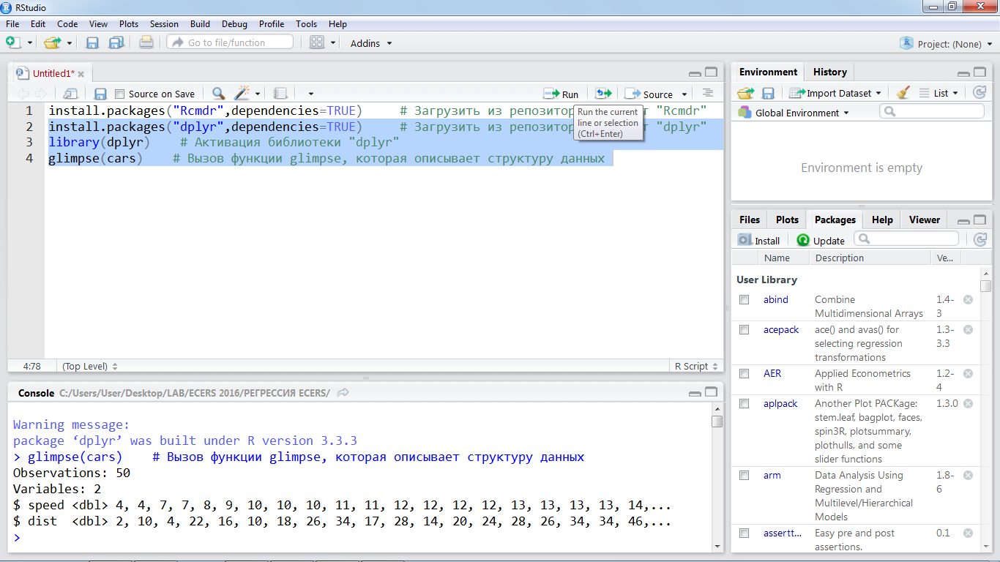 RStudio
File Edit Code View Plots Session Build Debug Profile Tools Help
Go to file/function Addins Project: (None)
Untitled1*
Source on Save Run Source
1 install.packages("Rcmdr",dependencies=TRUE) # Загрузить из репозитор т "Rcmdr"
2 install.packages("dplyr",dependencies=TRUE) # Загрузить из репозитор т "dplyr"
3 library(dplyr) # Активация библиотеки "dplyr"
4 glimpse(cars) # Вызов функции glimpse, которая описывает структуру данных
Run the current
line or selection
(Ctrl+Enter)
4:78 (Top Level) R Script
Console C:/Users/User/Desktop/LAB/ECERS 2016/РЕГРЕССИЯ ECERS/
Warning message:
package ‘dplyr’ was built under R version 3.3.3
> glimpse(cars) # Вызов функции glimpse, которая описывает структуру данных
Observations: 50
Variables: 2
$ speed <dbl> 4, 4, 7, 7, 8, 9, 10, 10, 10, 11, 11, 12, 12, 12, 12, 13, 13, 13, 13, 14,...
$ dist <dbl> 2, 10, 4, 22, 16, 10, 18, 26, 34, 17, 28, 14, 20, 24, 28, 26, 34, 34, 46,...
>
Environment History
Import Dataset List
Global Environment
Environment is empty
Files Plots Packages Help Viewer
Install Update
Name Description Ve...
User Library
abind Combine 1.4-
Multidimensional Arrays 3
acepack ace() and avas() for 1.3-
selecting regression 3.3
transformations
AER Applied Econometrics 1.2-
with R 4
aplpack Another Plot PACKage: 1.3.0
stem.leaf, bagplot, faces,
spin3R, plotsummary,
plothulls, and some
slider functions
arm Data Analysis Using 1.8-
Regression and 6
Multilevel/Hierarchical
Models
assertt... Easy pre and post 0.1
assertions.